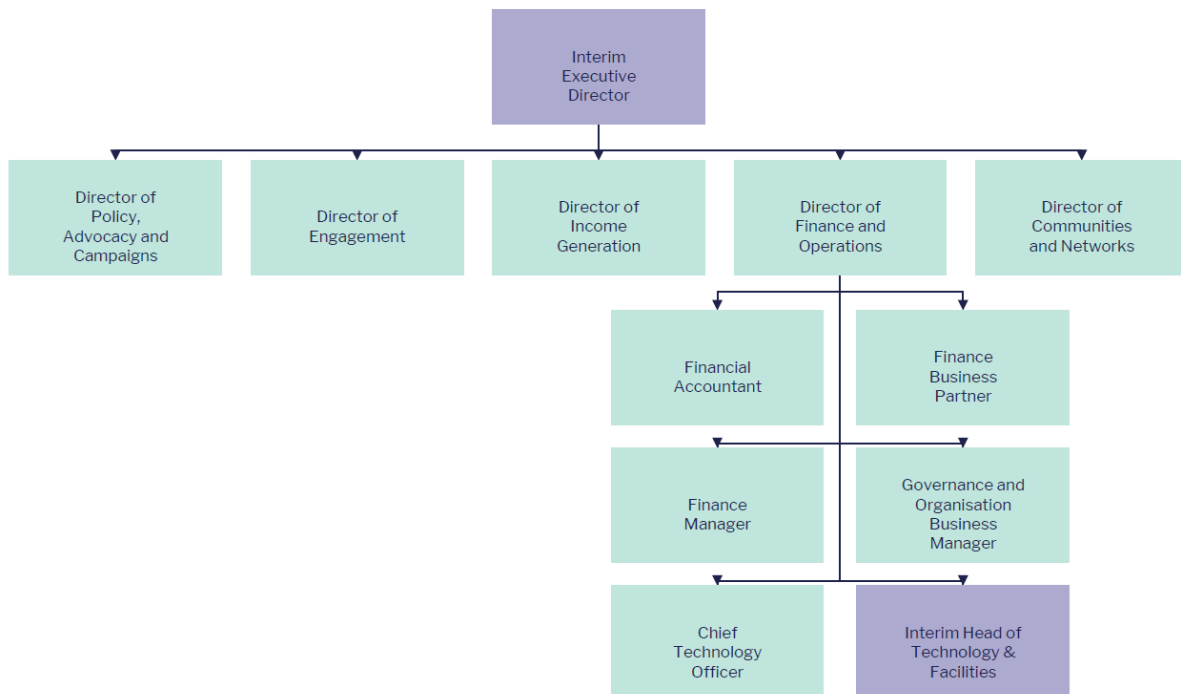 Interim
Executive
Director
Director of
Policy,
Advocacy and
Campaigns
Director of
Engagement
Director of
Income
Generation
Director of
Finance and
Operations
Director of
Communities
and Networks
Financial
Accountant
Finance
Business
Partner
Finance
Manager
Governance and
Organisation
Business
Manager
Chief
Technology
Officer
Interim Head of
Technology &
Facilities